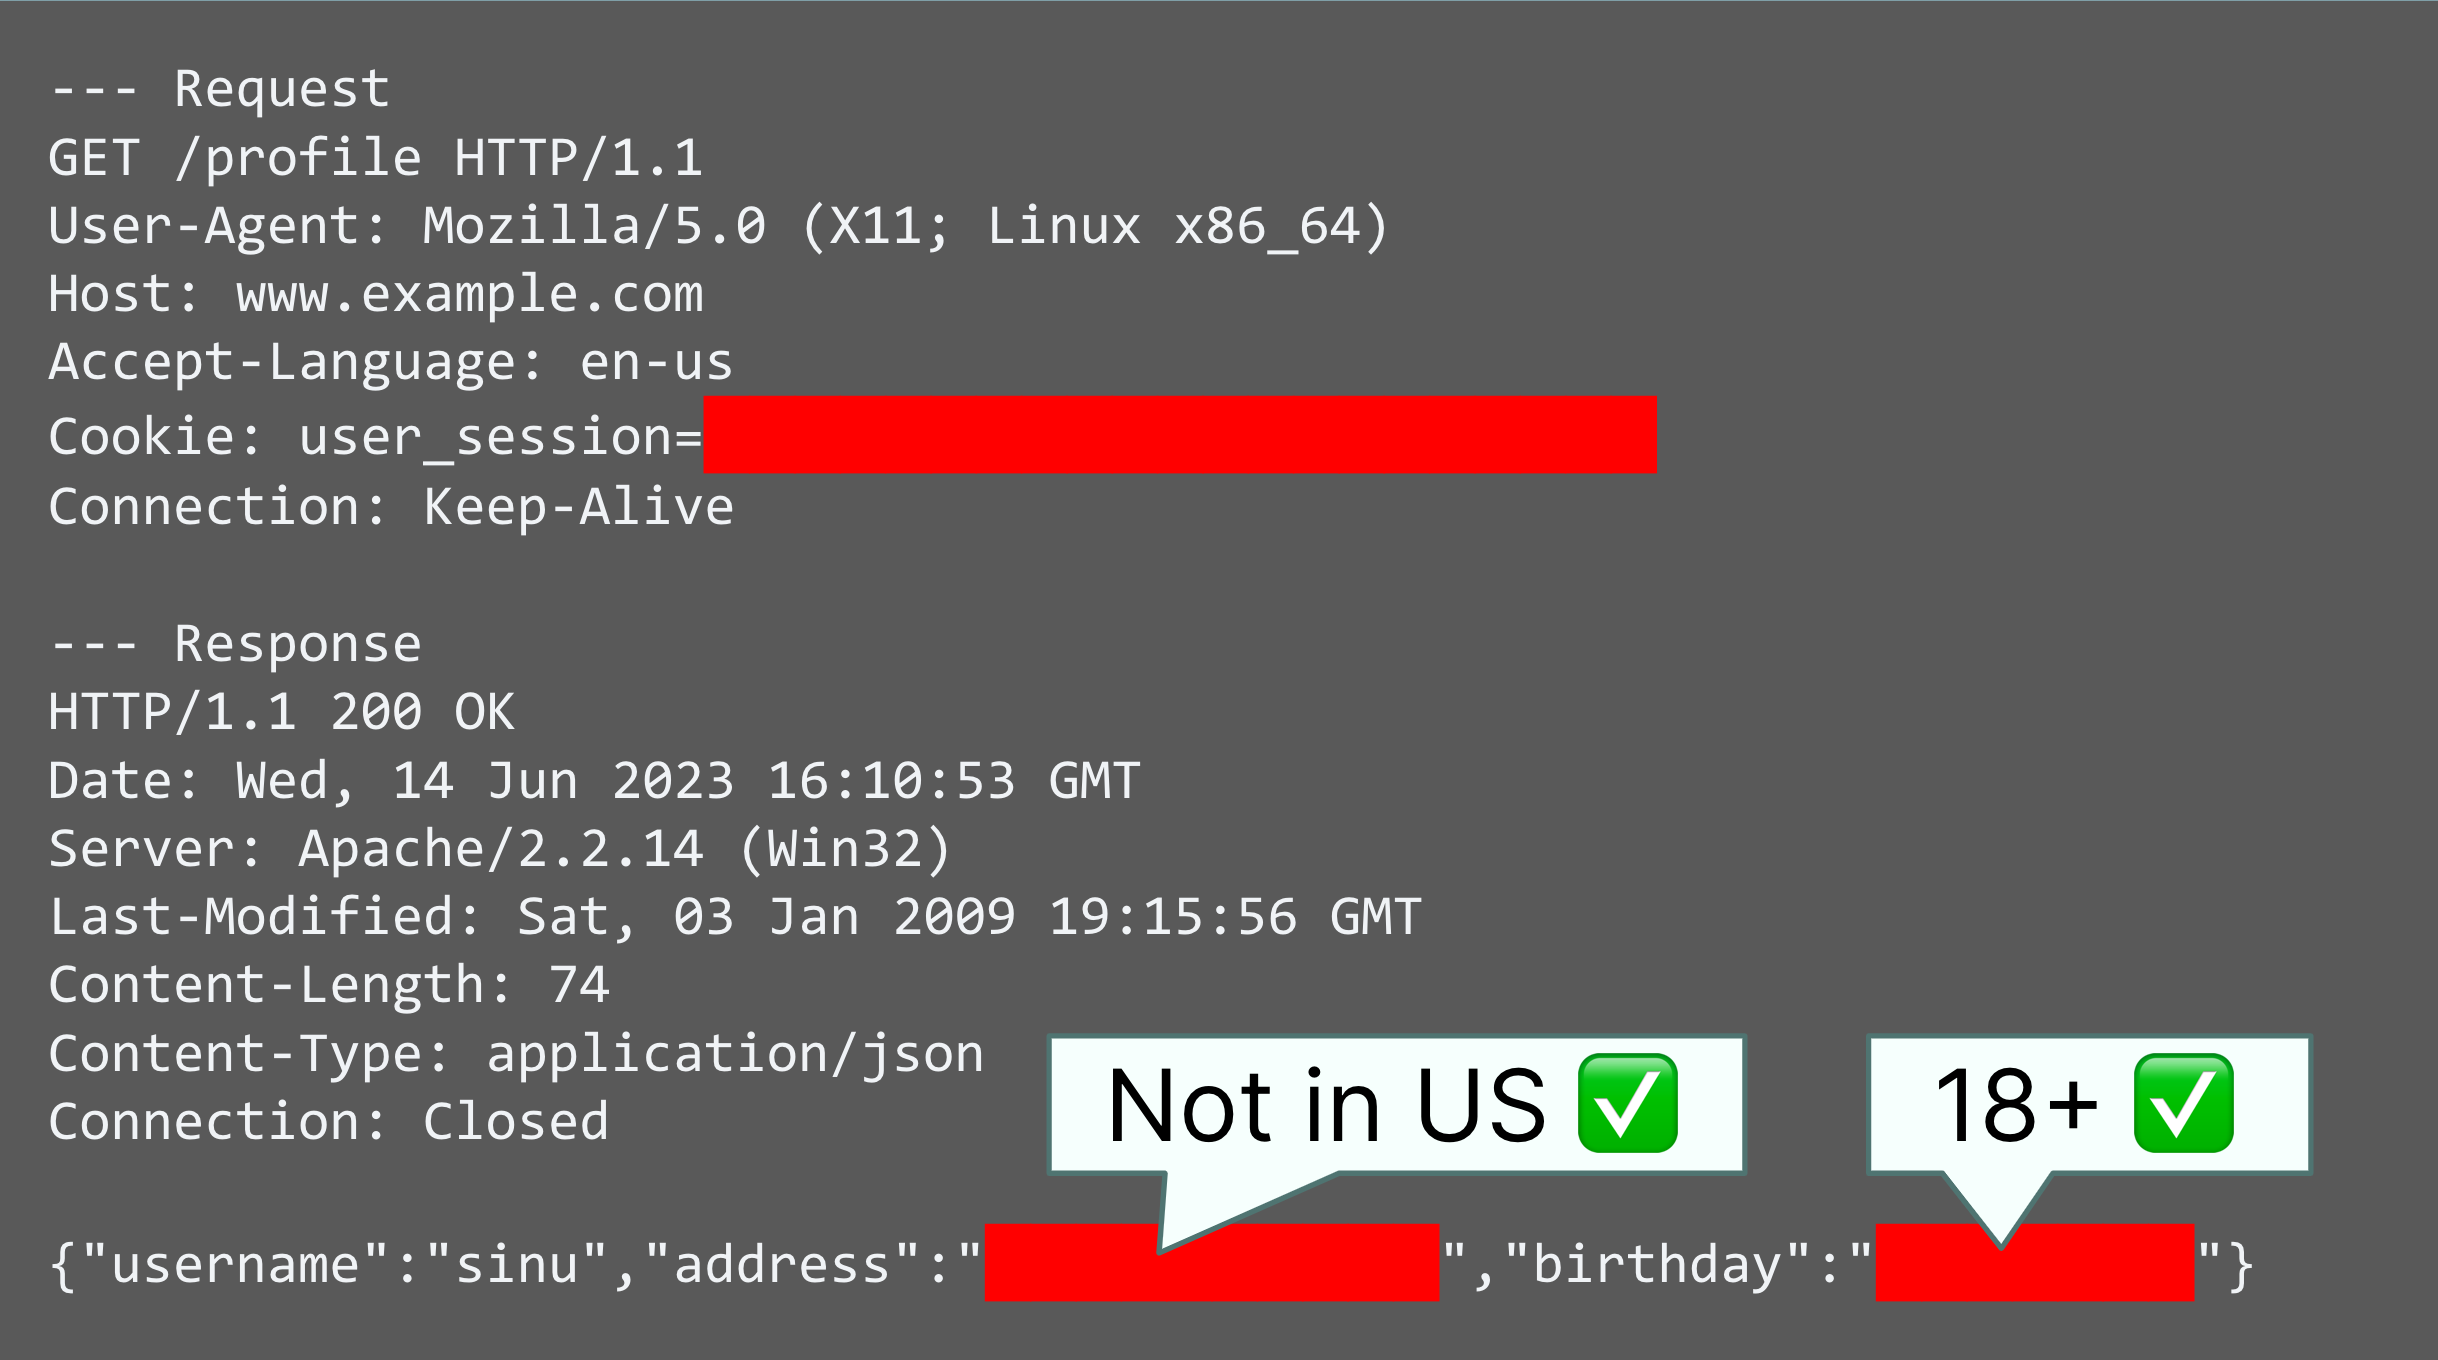 --- Request
GET /profile HTTP/1.1
User-Agent: Mozilla/5.0 (X11; Linux x86_64)
Host: www.example.com
Accept-Language: en-us
Cookie: user_session=
Connection: Keep-Alive
--- Response
HTTP/1.1 200 OK
Date: Wed, 14 Jun 2023 16:10:53 GMT
Server: Apache/2.2.14 (Win32)
Last-Modified: Sat, 03 Jan 2009 19:15:56 GMT
Content-Length: 74
Content-Type: application/json
Connection: Closed
Not in US ✅
18+ ✅
{"username":"sinu","address":"","birthday":""}